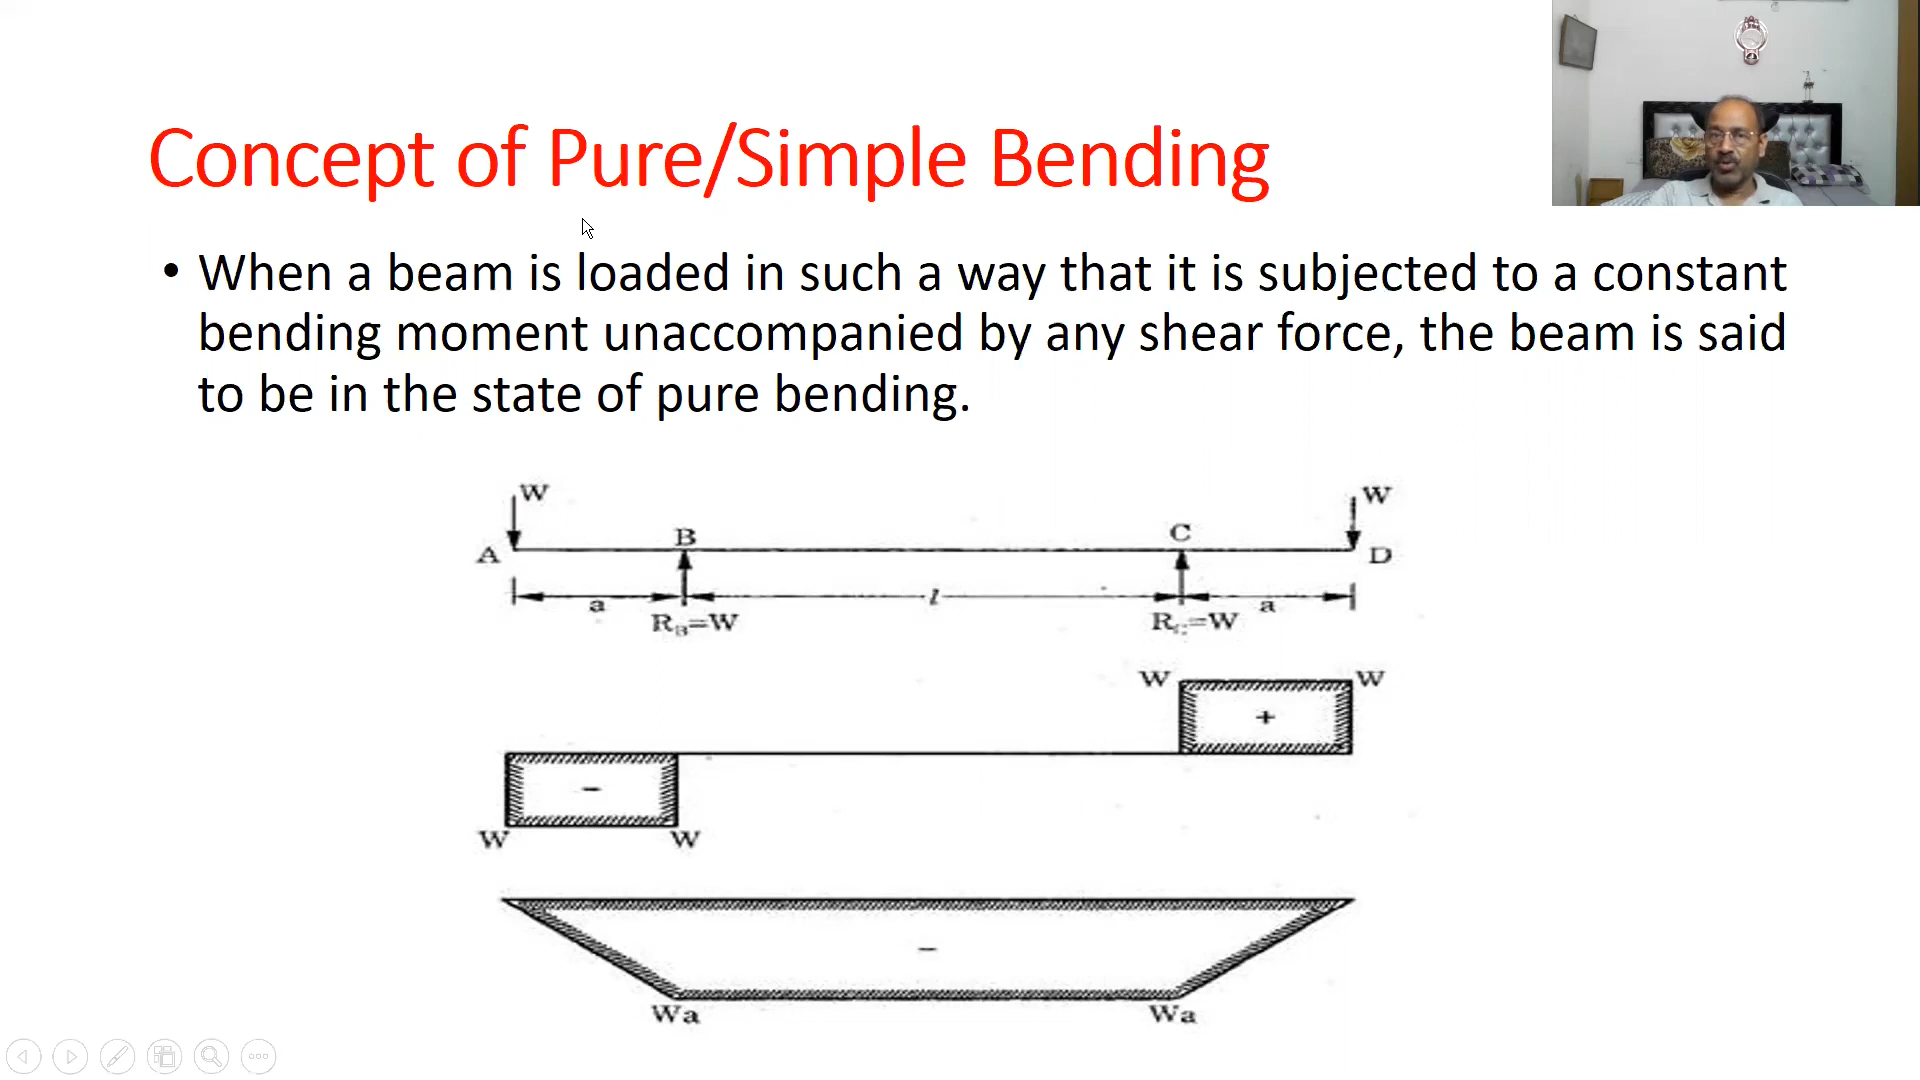 Concept of Pure/Simple Bending
• When a beam is loaded in such a way that it is subjected to a constant
bending moment unaccompanied by any shear force, the beam is said
to be in the state of pure bending.
W W
B C
A D
a l a
R_B=W R_C=W
W W
+
-
W W
-
Wa Wa